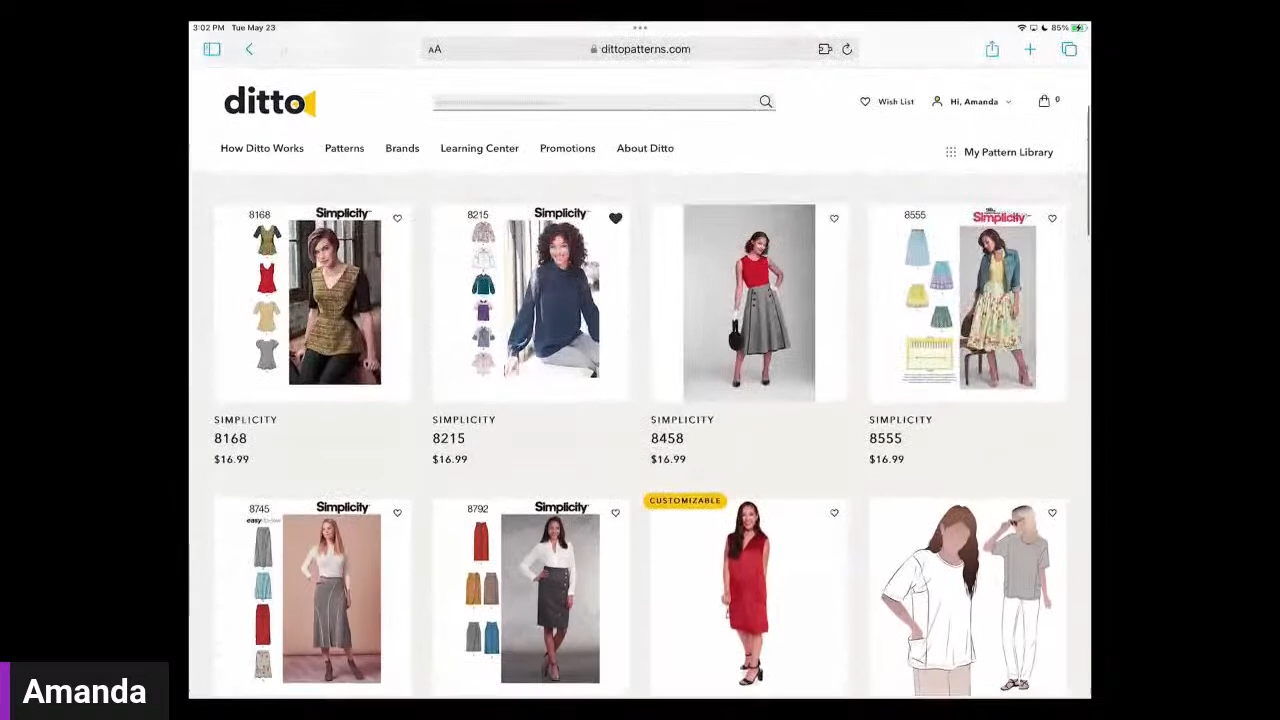 3:02 PM Tue May 23
85%
AA
dittopatterns.com
ditto
Wish List
Hi, Amanda
0
How Ditto Works
Patterns
Brands
Learning Center
Promotions
About Ditto
My Pattern Library
8168
Simplicity
8215
Simplicity
8555
Simplicity
SIMPLICITY
8168
$16.99
SIMPLICITY
8215
$16.99
SIMPLICITY
8458
$16.99
SIMPLICITY
8555
$16.99
8745
Simplicity
easy-to-sew
8792
Simplicity
CUSTOMIZABLE
Amanda